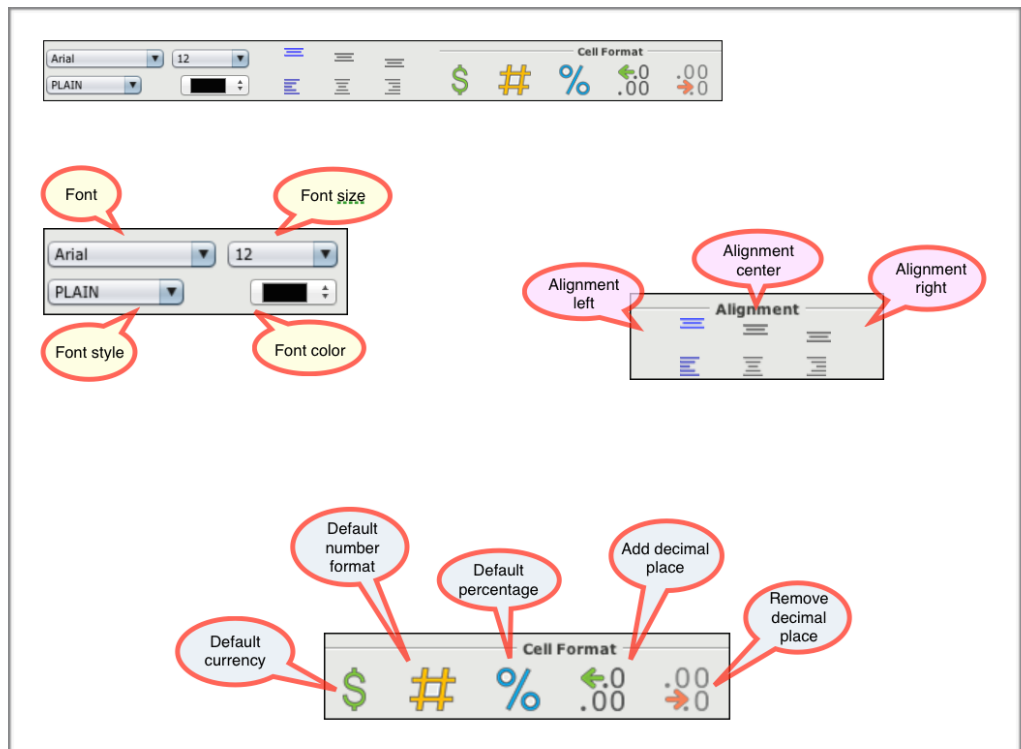 Cell Format
Arial 12
PLAIN
$ # % .0 .00 .00 .0
Font
Font size
Arial 12
PLAIN
Font style
Font color
Alignment
left
Alignment
center
Alignment
right
Alignment
Default
currency
Default
number
format
Default
percentage
Add decimal
place
Remove
decimal
place
Cell Format
$ # % .0 .00 .00 .0